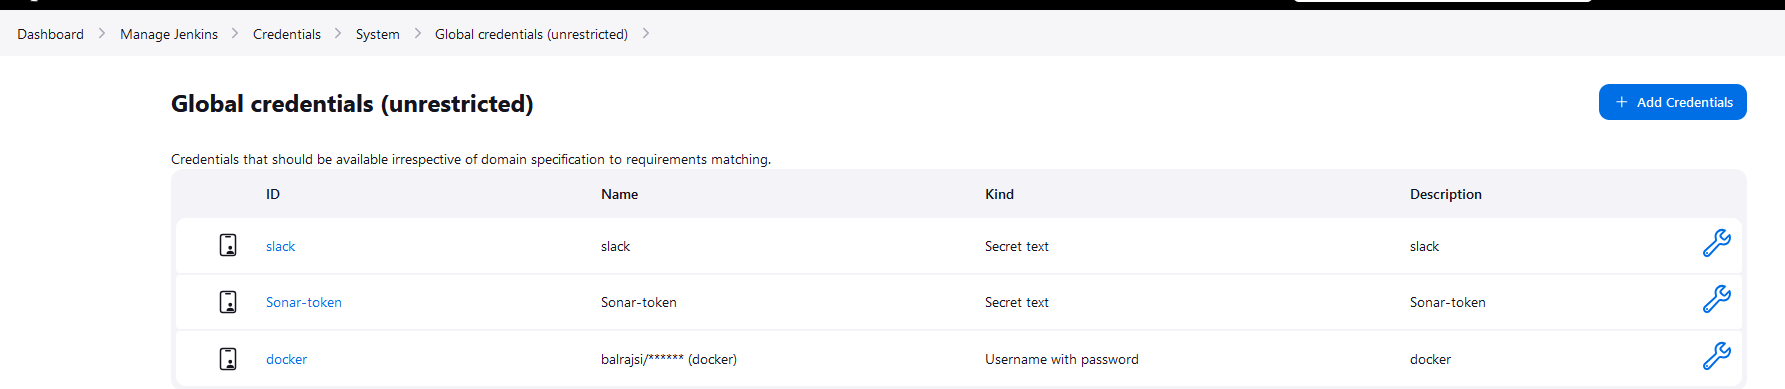 Dashboard > Manage Jenkins > Credentials > System > Global credentials (unrestricted) >
Global credentials (unrestricted)
+ Add Credentials
Credentials that should be available irrespective of domain specification to requirements matching.
ID Name Kind Description
slack slack Secret text slack
Sonar-token Sonar-token Secret text Sonar-token
docker balrajsi/****** (docker) Username with password docker